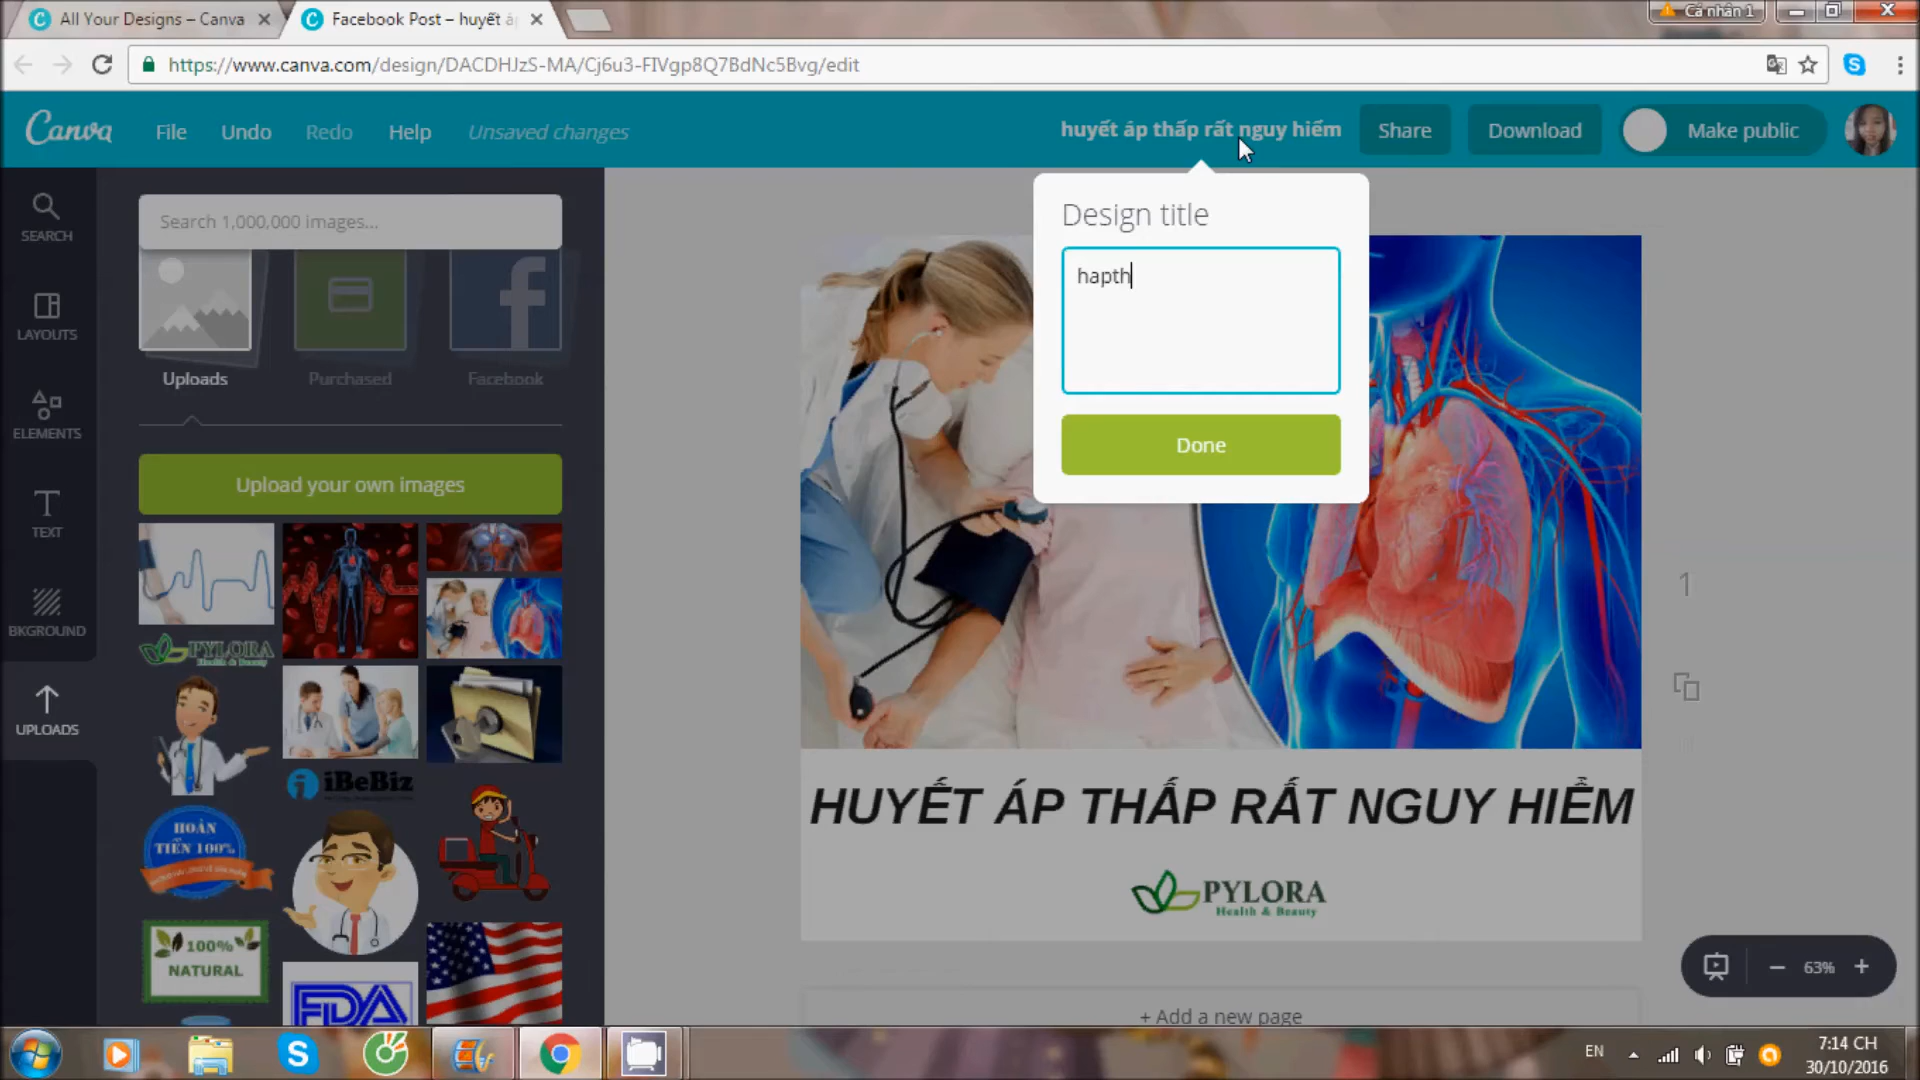 All Your Designs – Canva
Facebook Post – huyết á
Cá nhân 1
https://www.canva.com/design/DACDHJzS-MA/Cj6u3-FIVgp8Q7BdNc5Bvg/edit
Canva
File
Undo
Redo
Help
Unsaved changes
huyết áp thấp rất nguy hiểm
Share
Download
Make public
Design title
hapth
Done
Search 1,000,000 images...
SEARCH
LAYOUTS
ELEMENTS
TEXT
BKGROUND
UPLOADS
Uploads
Purchased
Facebook
Upload your own images
PYLORA
Health & Beauty
iBeBiz
HOÀN
TIỀN 100%
100%
NATURAL
FDA
1
HUYẾT ÁP THẤP RẤT NGUY HIỂM
PYLORA
Health & Beauty
63%
+ Add a new page
EN
7:14 CH
30/10/2016